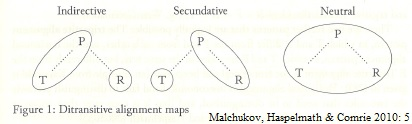 Indirective Secundative Neutral
P P P
T R T R T R
Figure 1: Ditransitive alignment maps
Malchukov, Haspelmath & Comrie 2010: 5